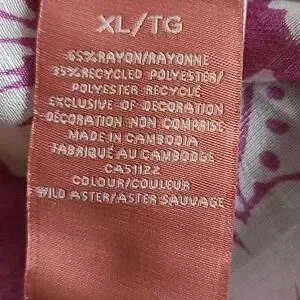 XL/TG
65% RAYON/RAYONNE
35% RECYCLED POLYESTER/
POLYESTER RECYCLÉ
EXCLUSIVE OF DECORATION
DÉCORATION NON COMPRISE
MADE IN CAMBODIA
FABRIQUÉ AU CAMBODGE
CA51122
COLOUR/COULEUR
WILD ASTER/ASTER SAUVAGE